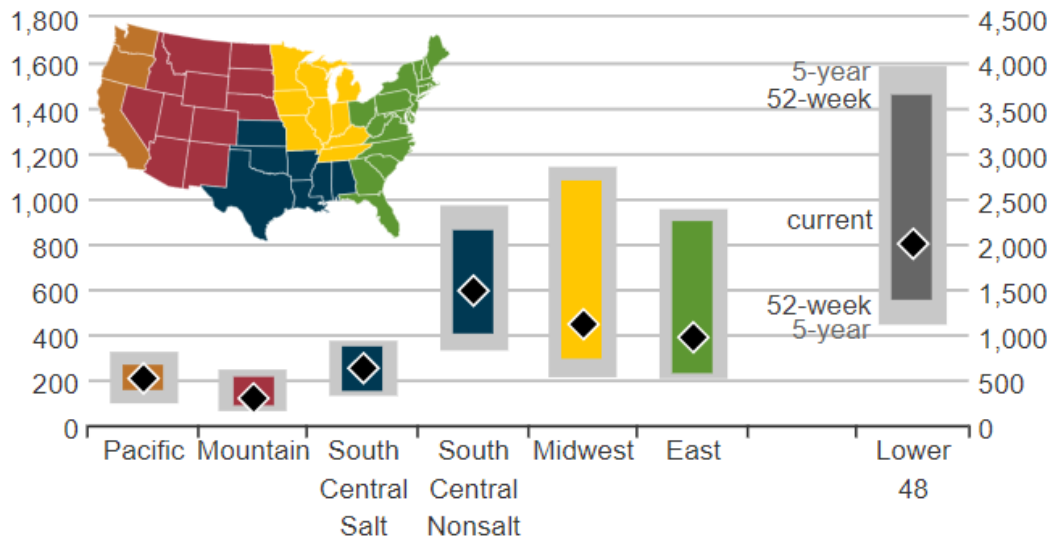 1,800
1,600
1,400
1,200
1,000
800
600
400
200
0
4,500
4,000
3,500
3,000
2,500
2,000
1,500
1,000
500
0
5-year
52-week
current
52-week
5-year
Pacific
Mountain
South
Central
Salt
South
Central
Nonsalt
Midwest
East
Lower
48